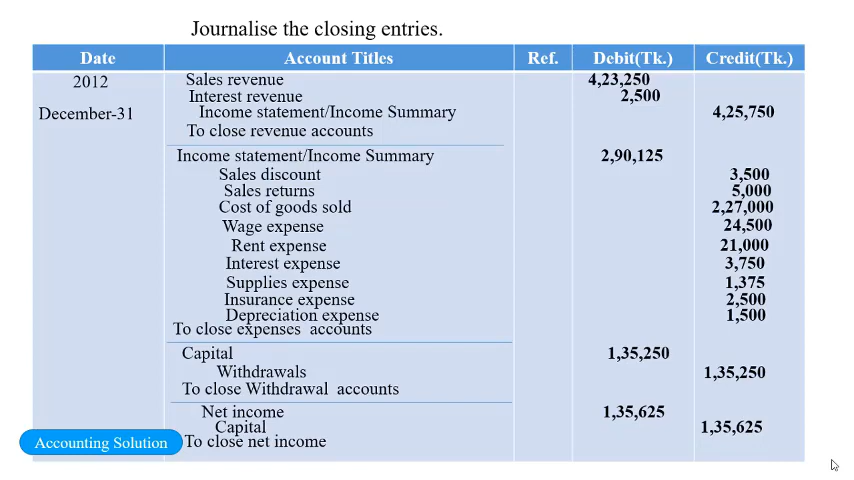 Journalise the closing entries.
Date Account Titles Ref. Debit(Tk.) Credit(Tk.)
2012 Sales revenue 4,23,250
Interest revenue 2,500
December-31 Income statement/Income Summary 4,25,750
To close revenue accounts
Income statement/Income Summary 2,90,125
Sales discount 3,500
Sales returns 5,000
Cost of goods sold 2,27,000
Wage expense 24,500
Rent expense 21,000
Interest expense 3,750
Supplies expense 1,375
Insurance expense 2,500
Depreciation expense 1,500
To close expenses accounts
Capital 1,35,250
Withdrawals 1,35,250
To close Withdrawal accounts
Net income 1,35,625
Capital 1,35,625
Accounting Solution To close net income